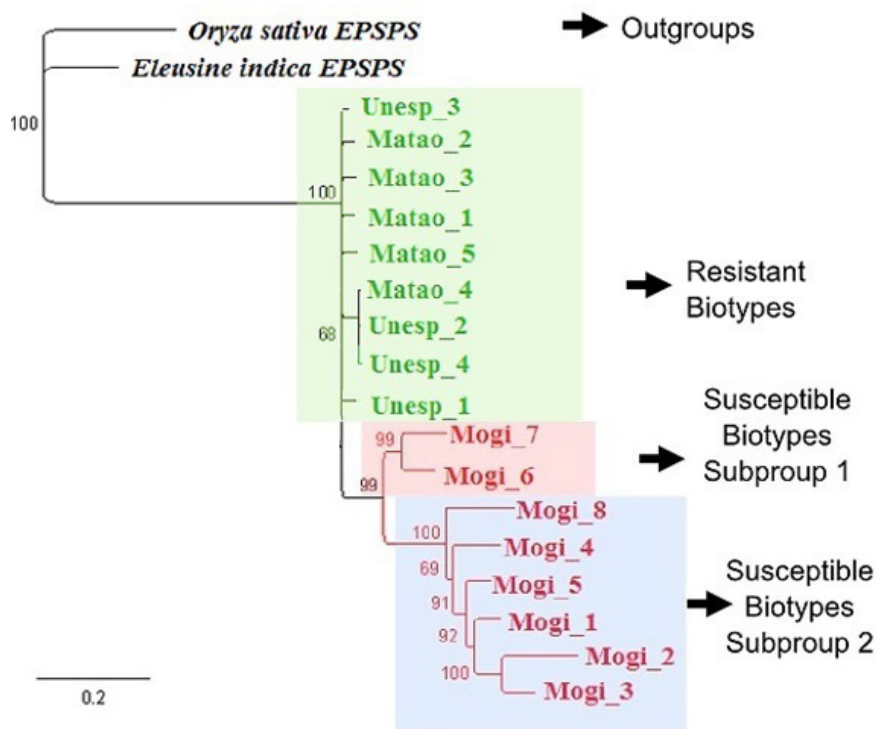 Oryza sativa EPSPS
Outgroups
Eleusine indica EPSPS
100
Unesp_3
Matao_2
Matao_3
100
Matao_1
Matao_5
Matao_4
Unesp_2
68
Unesp_4
Unesp_1
Resistant
Biotypes
99
Mogi_7
Mogi_6
99
Susceptible
Biotypes
Subproup 1
Mogi_8
100
Mogi_4
69
Mogi_5
91
Mogi_1
92
Mogi_2
100
Mogi_3
Susceptible
Biotypes
Subproup 2
0.2